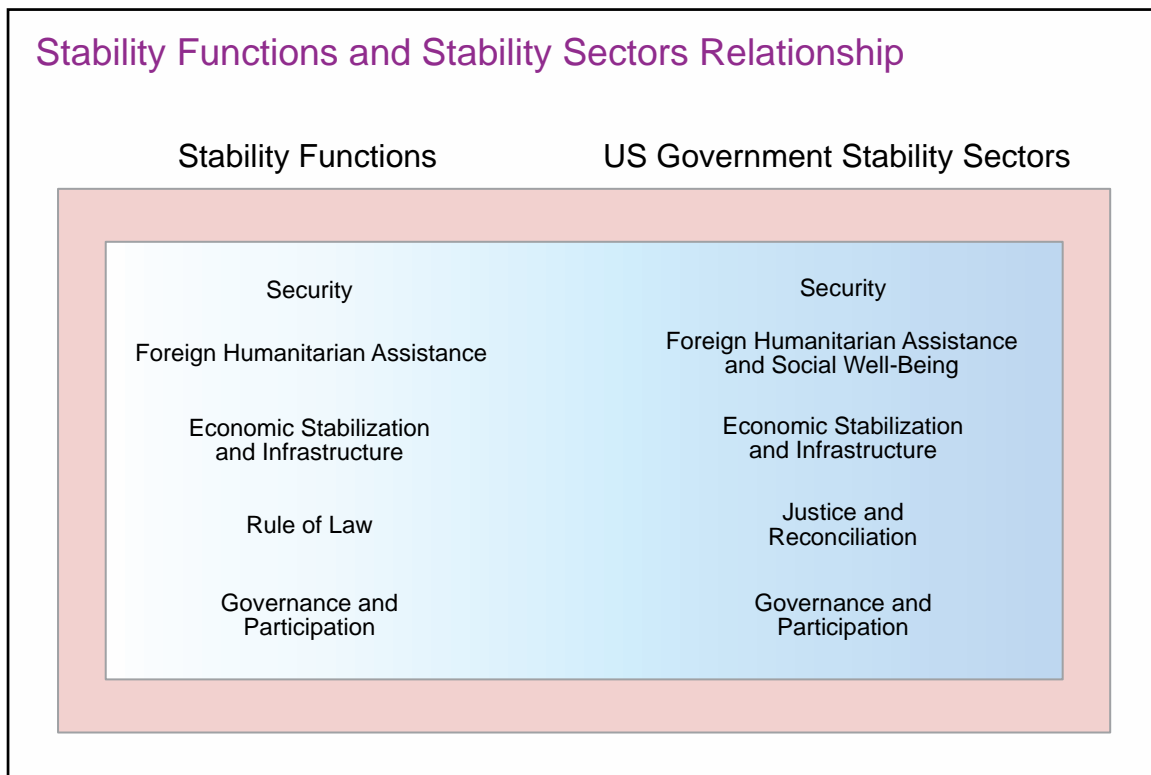 Stability Functions and Stability Sectors Relationship
Stability Functions
US Government Stability Sectors
Security
Security
Foreign Humanitarian Assistance
Foreign Humanitarian Assistance
and Social Well-Being
Economic Stabilization
and Infrastructure
Economic Stabilization
and Infrastructure
Rule of Law
Justice and
Reconciliation
Governance and
Participation
Governance and
Participation